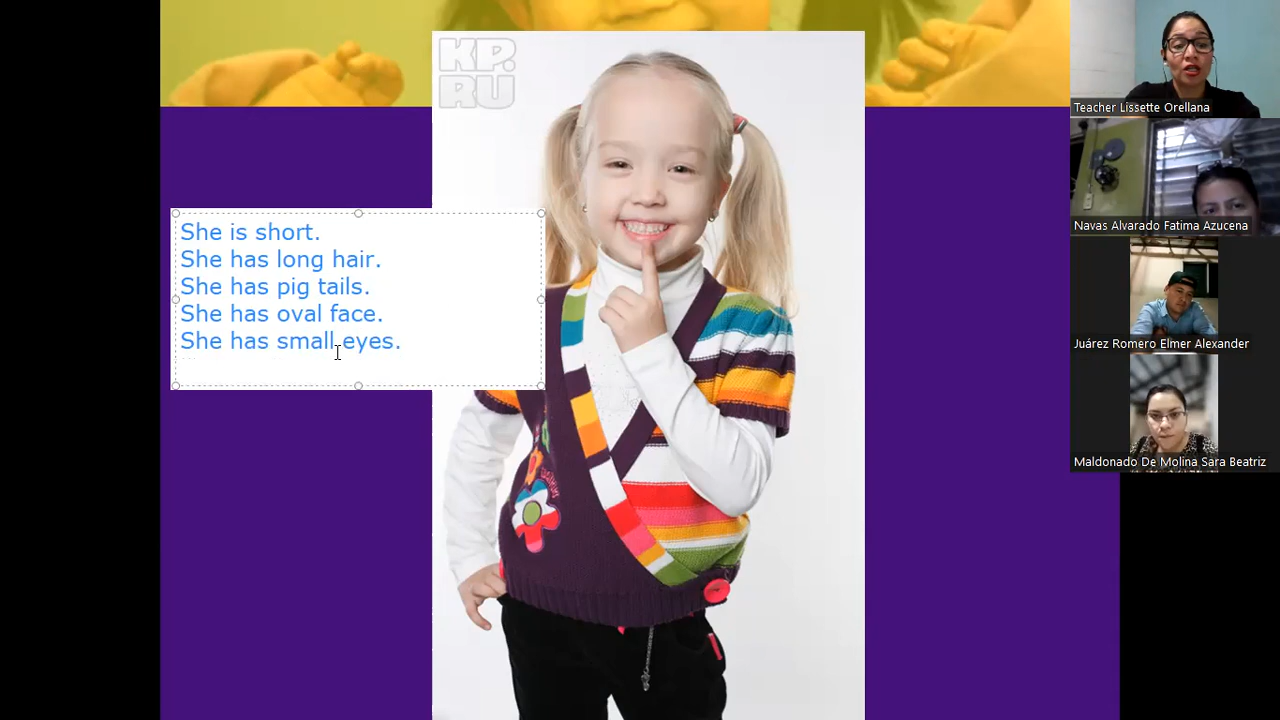 KP.
RU
She is short.
She has long hair.
She has pig tails.
She has oval face.
She has small eyes.
Teacher Lissette Orellana
Navas Alvarado Fatima Azucena
Juárez Romero Elmer Alexander
Maldonado De Molina Sara Beatriz